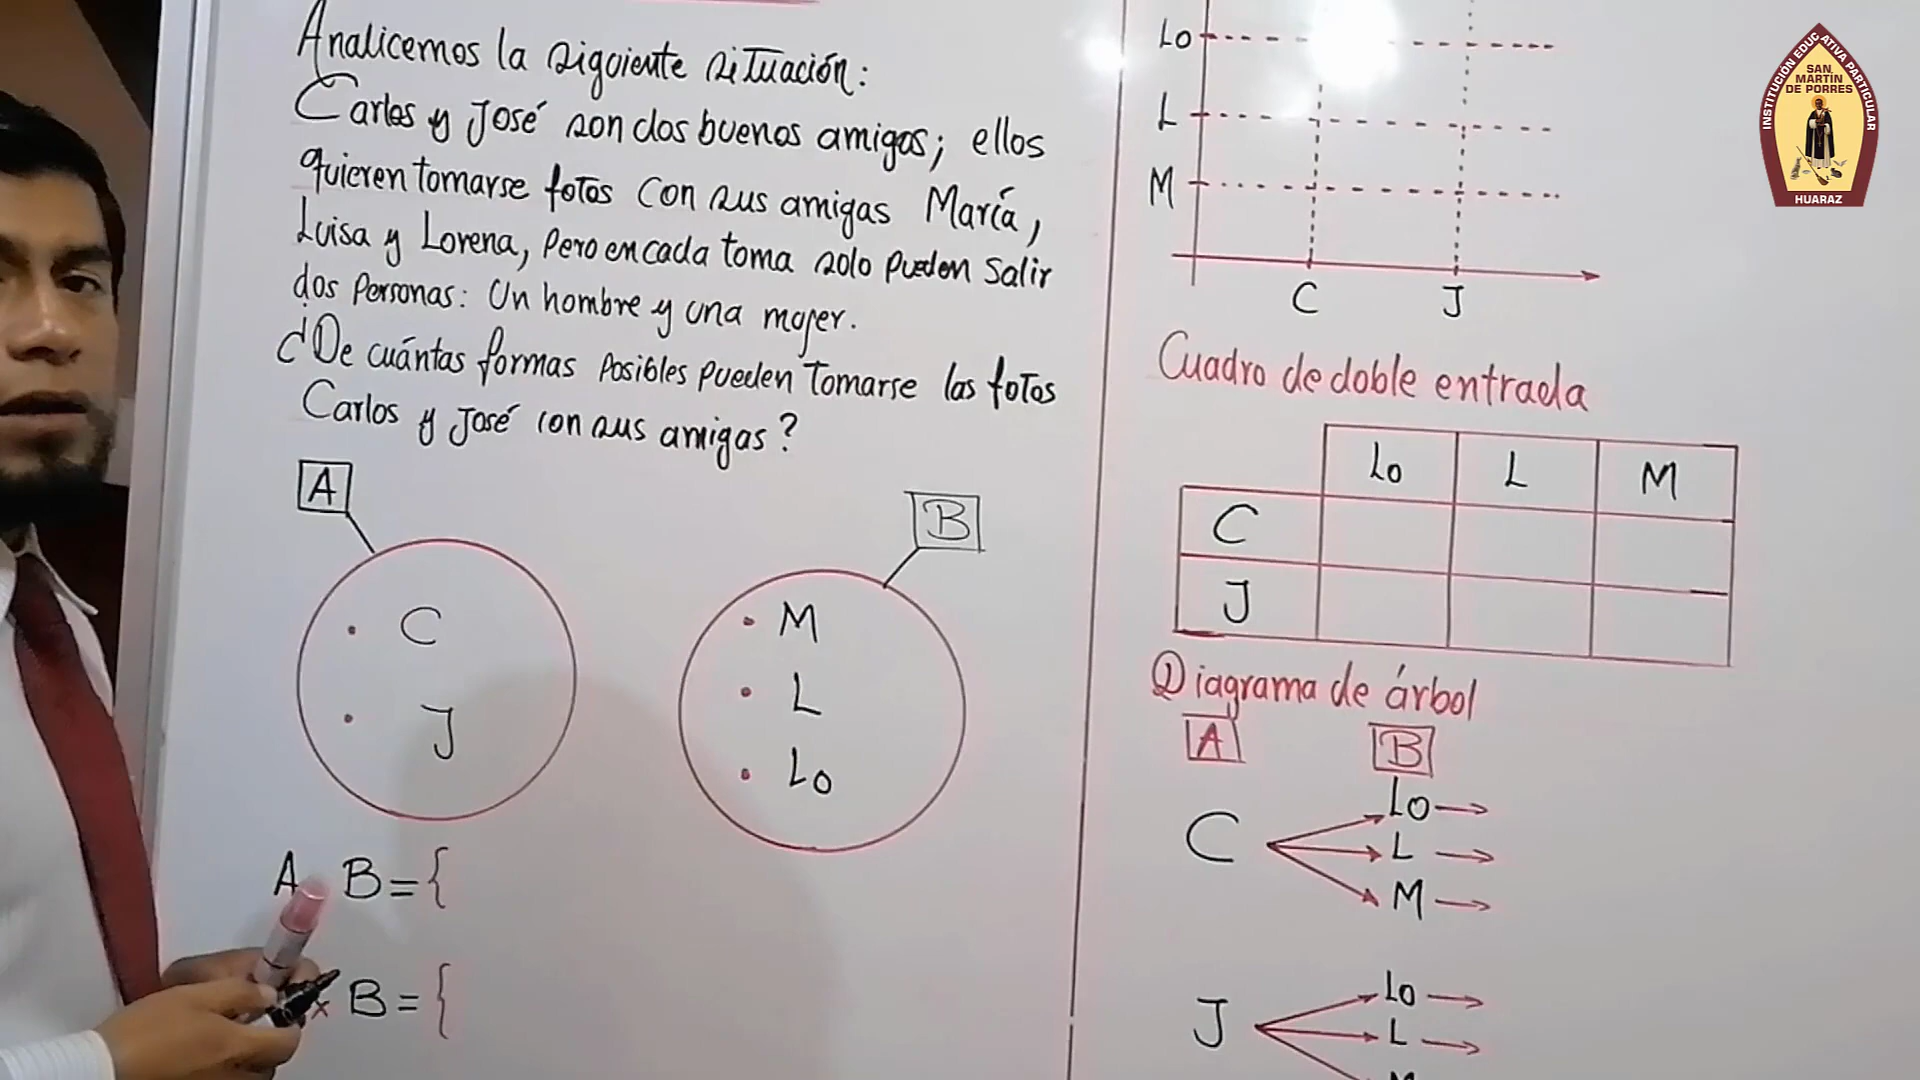 Analicemos la siguiente situación:
Carlos y José son dos buenos amigos; ellos
quieren tomarse fotos con sus amigas María,
Luisa y Lorena, Pero en cada toma solo pueden Salir
dos Personas: Un hombre y una mujer.
¿De cuántas formas Posibles pueden Tomarse las fotos
Carlos y José con sus amigas?
A
B
. C
. J
. M
. L
. Lo
A B = {
x B = {
Lo
L
M
C J
Cuadro de doble entrada
Lo L M
C
J
Diagrama de árbol
A B
C
Lo
L
M
J
Lo
L
M
INSTITUCIÓN EDUCATIVA PARTICULAR
SAN
MARTÍN
DE PORRES
HUARAZ